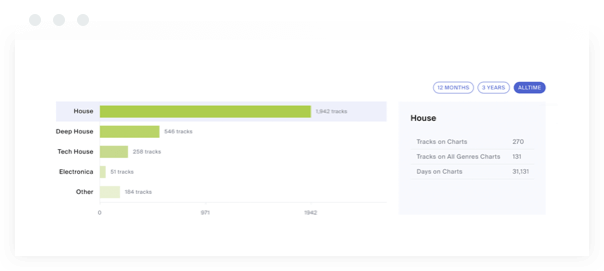 12 MONTHS 3 YEARS ALLTIME
House 1,942 tracks
Deep House 546 tracks
Tech House 258 tracks
Electronica 51 tracks
Other 184 tracks
0 971 1942
House
Tracks on Charts 270
Tracks on All Genres Charts 131
Days on Charts 31,131